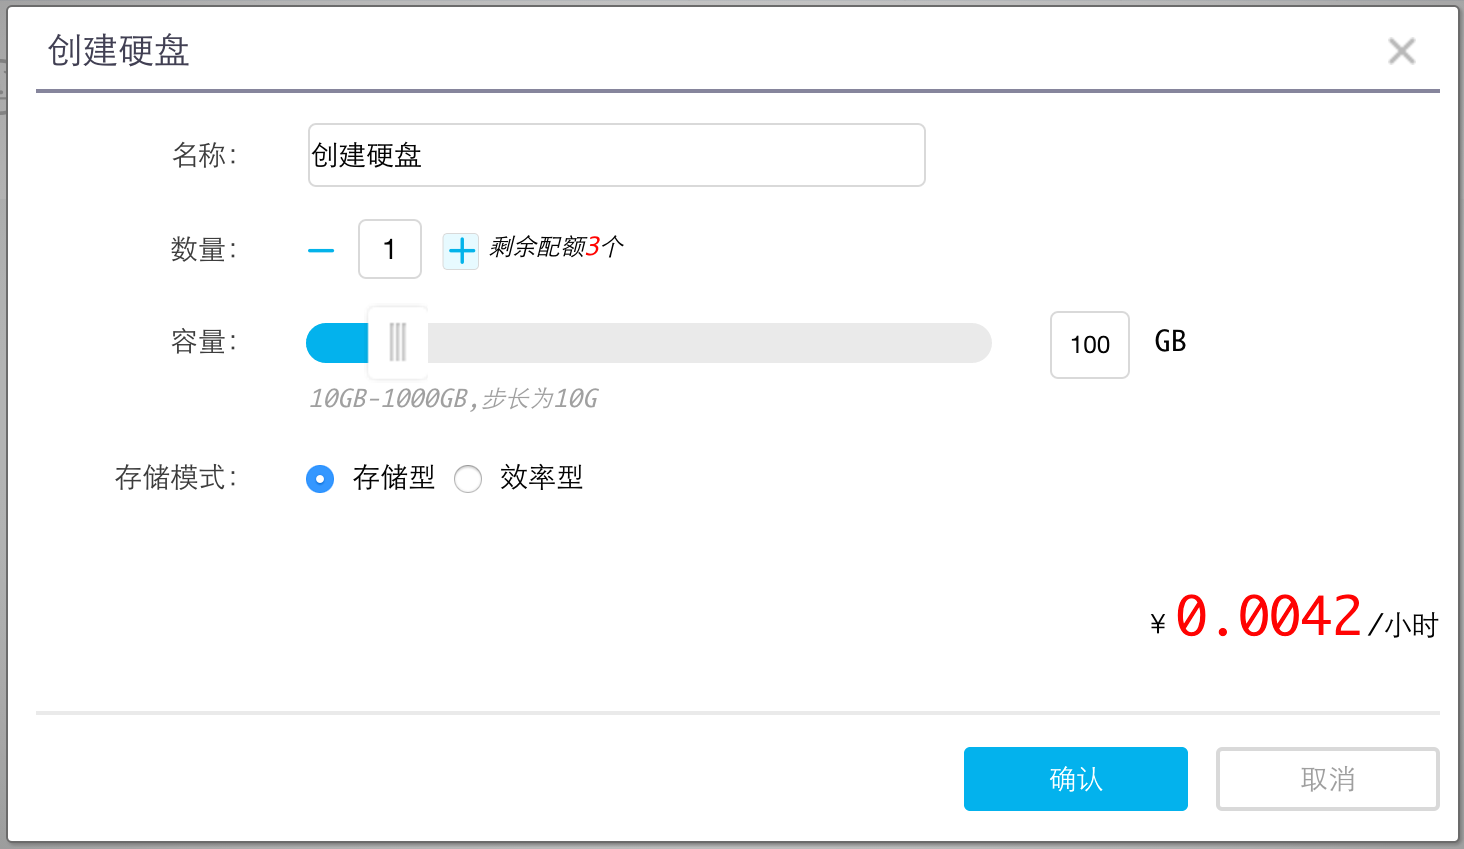 创建硬盘
名称： 创建硬盘
数量： 1 剩余配额3个
容量： 100 GB
10GB-1000GB,步长为10G
存储模式： 存储型 效率型
¥ 0.0042/小时
确认 取消